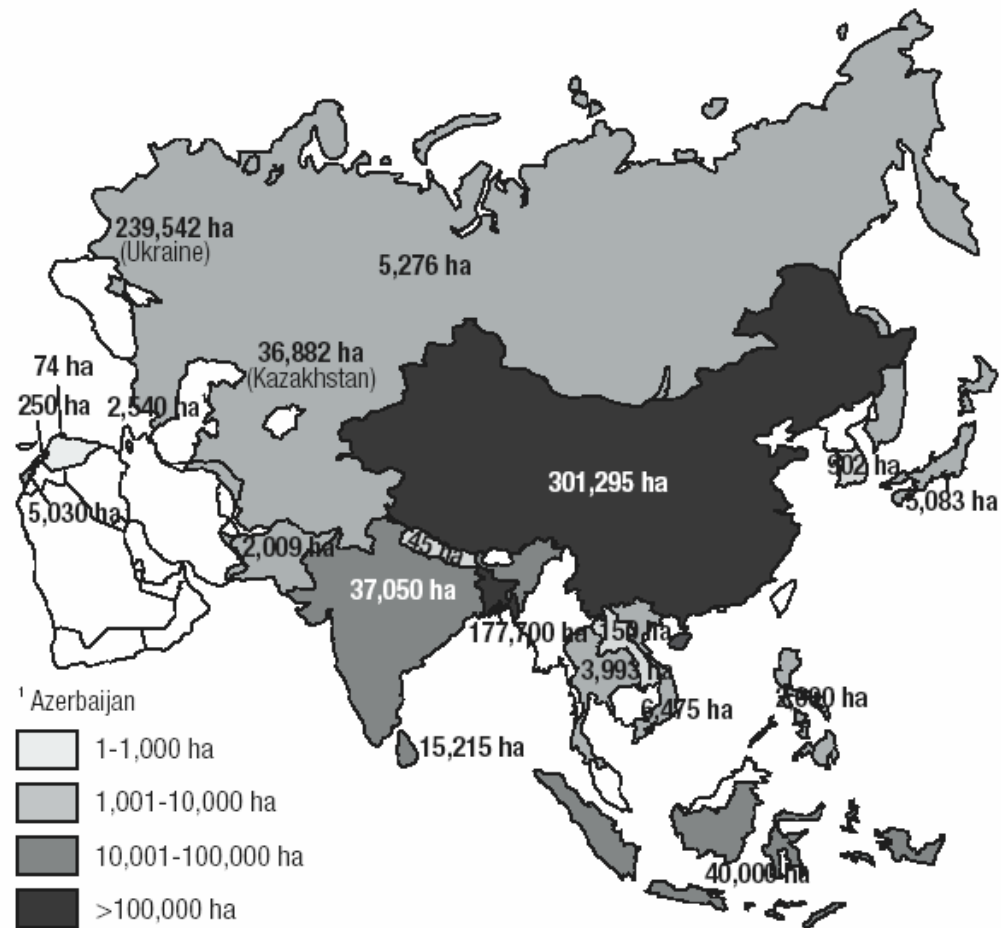 239,542 ha
(Ukraine)
5,276 ha
36,882 ha
(Kazakhstan)
74 ha
250 ha
2,540 ha
301,295 ha
902 ha
5,083 ha
5,030 ha
2,009 ha
45 ha
37,050 ha
177,700 ha
150 ha
3,993 ha
6,475 ha
15,215 ha
40,000 ha
¹ Azerbaijan
1-1,000 ha
1,001-10,000 ha
10,001-100,000 ha
>100,000 ha